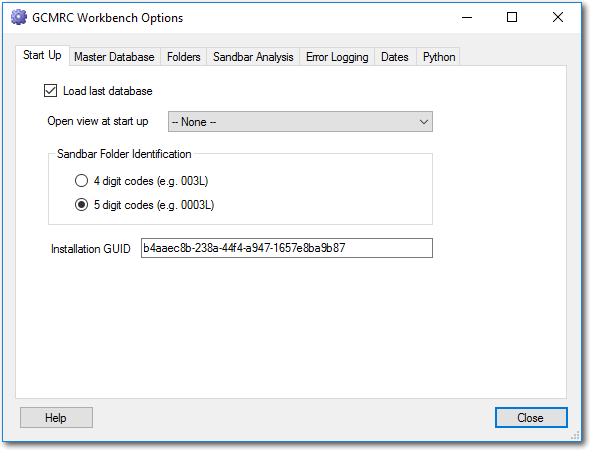 GCMRC Workbench Options
Start Up Master Database Folders Sandbar Analysis Error Logging Dates Python
Load last database
Open view at start up -- None --
Sandbar Folder Identification
4 digit codes (e.g. 003L)
5 digit codes (e.g. 0003L)
Installation GUID b4aaec8b-238a-44f4-a947-1657e8ba9b87
Help Close